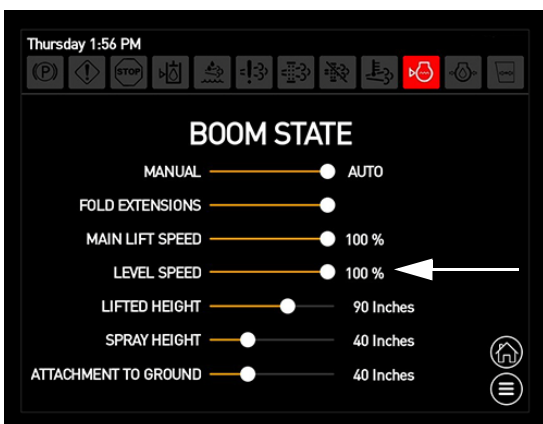 Thursday 1:56 PM
(P) STOP
BOOM STATE
MANUAL AUTO
FOLD EXTENSIONS
MAIN LIFT SPEED 100 %
LEVEL SPEED 100 %
LIFTED HEIGHT 90 Inches
SPRAY HEIGHT 40 Inches
ATTACHMENT TO GROUND 40 Inches